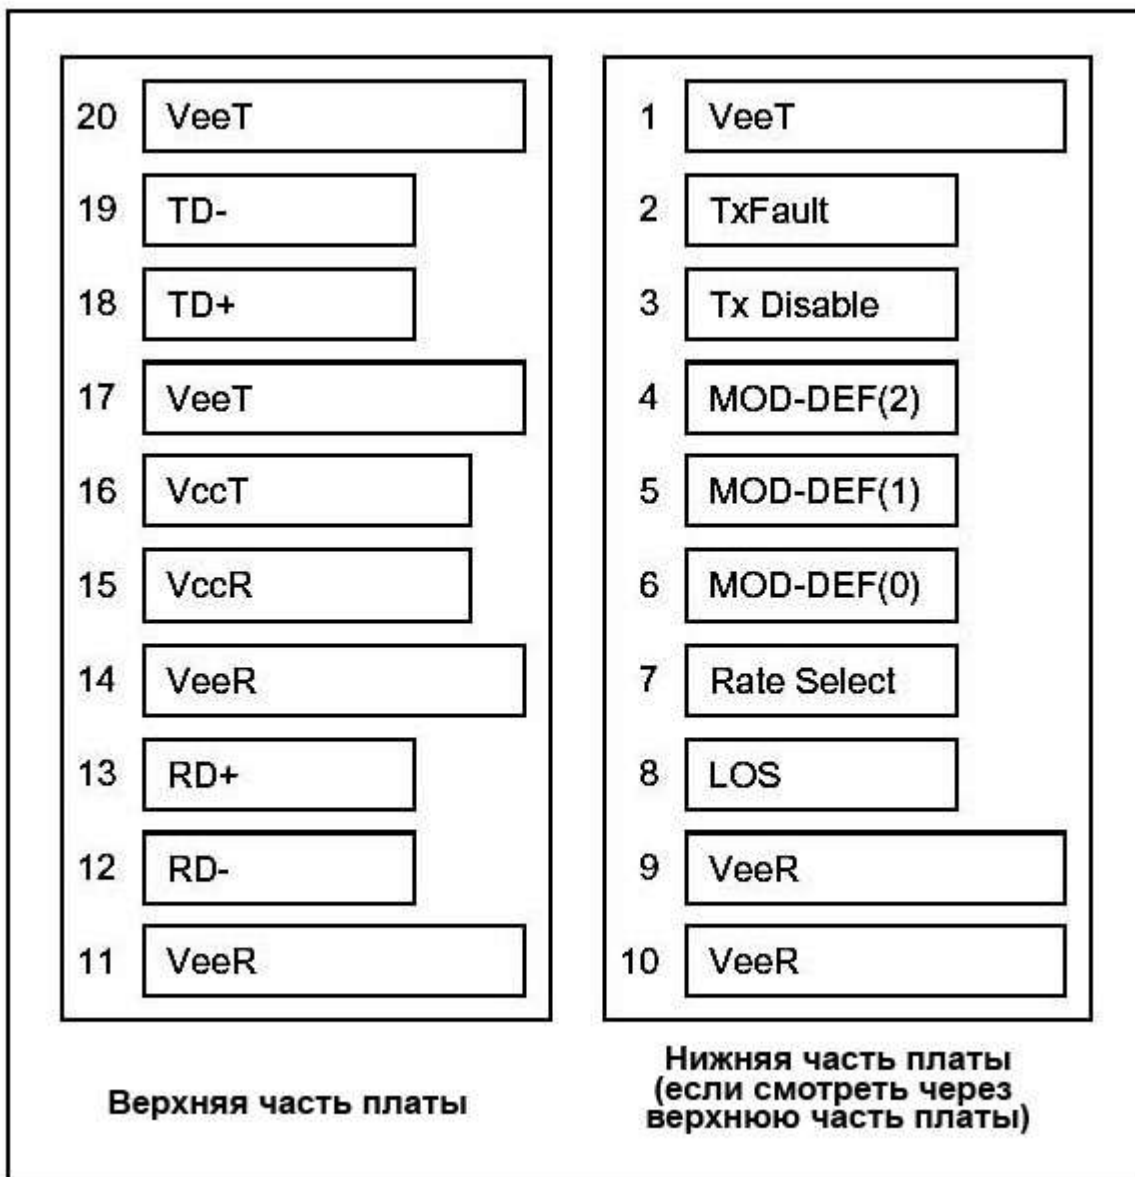 20 VeeT
19 TD-
18 TD+
17 VeeT
16 VccT
15 VccR
14 VeeR
13 RD+
12 RD-
11 VeeR
Верхняя часть платы
1 VeeT
2 TxFault
3 Tx Disable
4 MOD-DEF(2)
5 MOD-DEF(1)
6 MOD-DEF(0)
7 Rate Select
8 LOS
9 VeeR
10 VeeR
Нижняя часть платы
(если смотреть через
верхнюю часть платы)